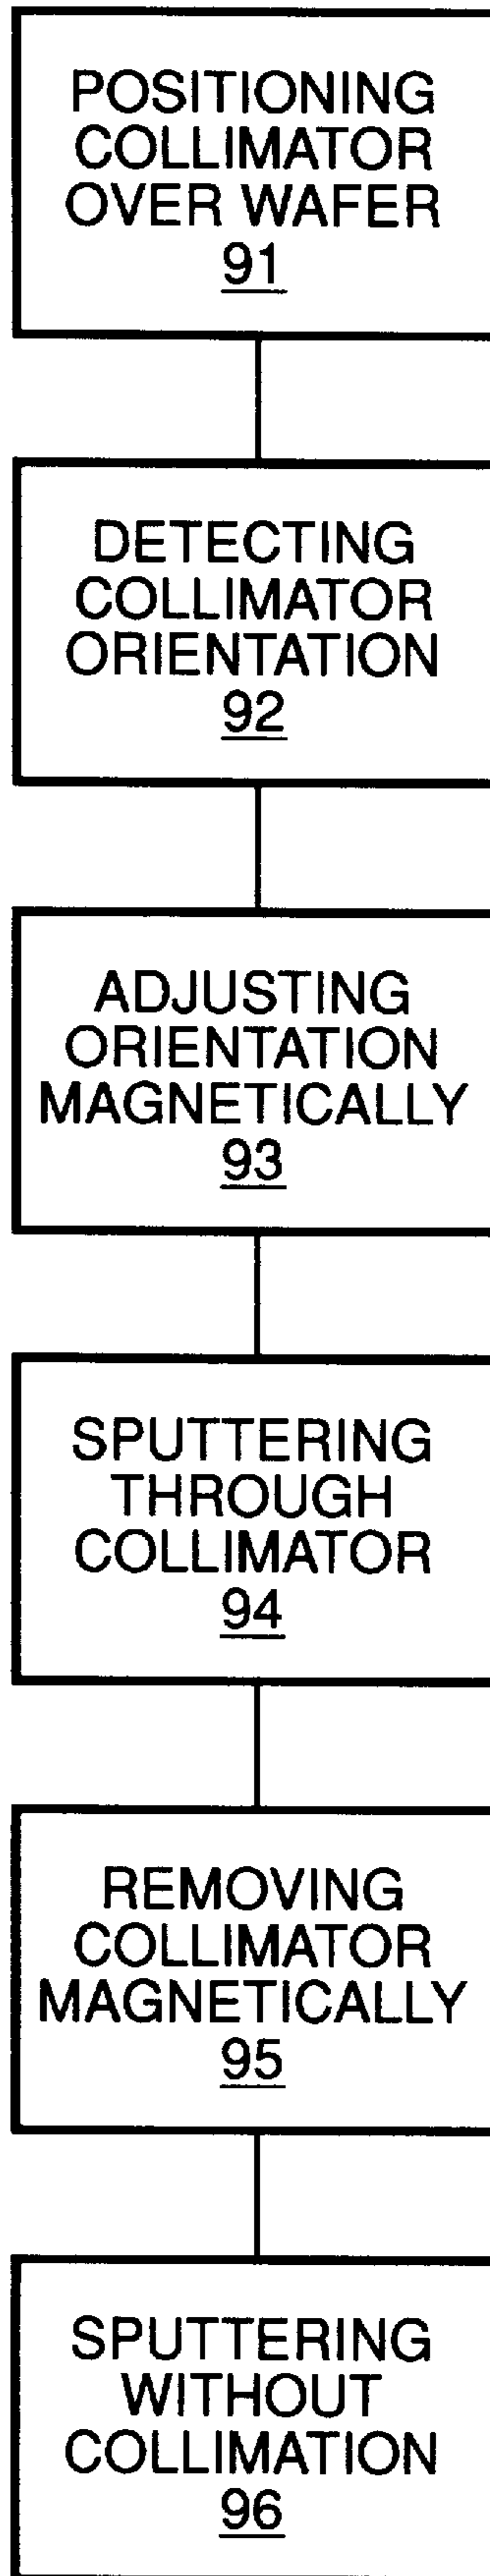 POSITIONING
COLLIMATOR
OVER WAFER
91
DETECTING
COLLIMATOR
ORIENTATION
92
ADJUSTING
ORIENTATION
MAGNETICALLY
93
SPUTTERING
THROUGH
COLLIMATOR
94
REMOVING
COLLIMATOR
MAGNETICALLY
95
SPUTTERING
WITHOUT
COLLIMATION
96